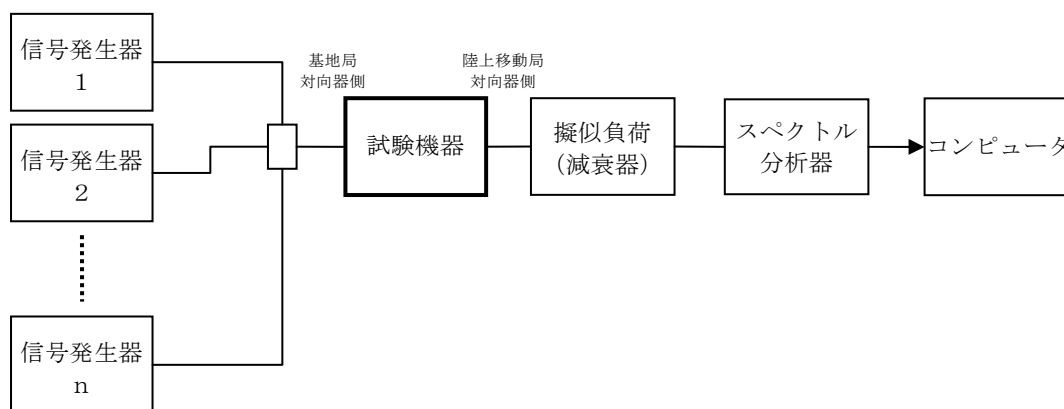 信号発生器
1
基地局
対向器側
陸上移動局
対向器側
信号発生器
2
試験機器
擬似負荷
（減衰器）
スペクトル
分析器
コンピュータ
信号発生器
n